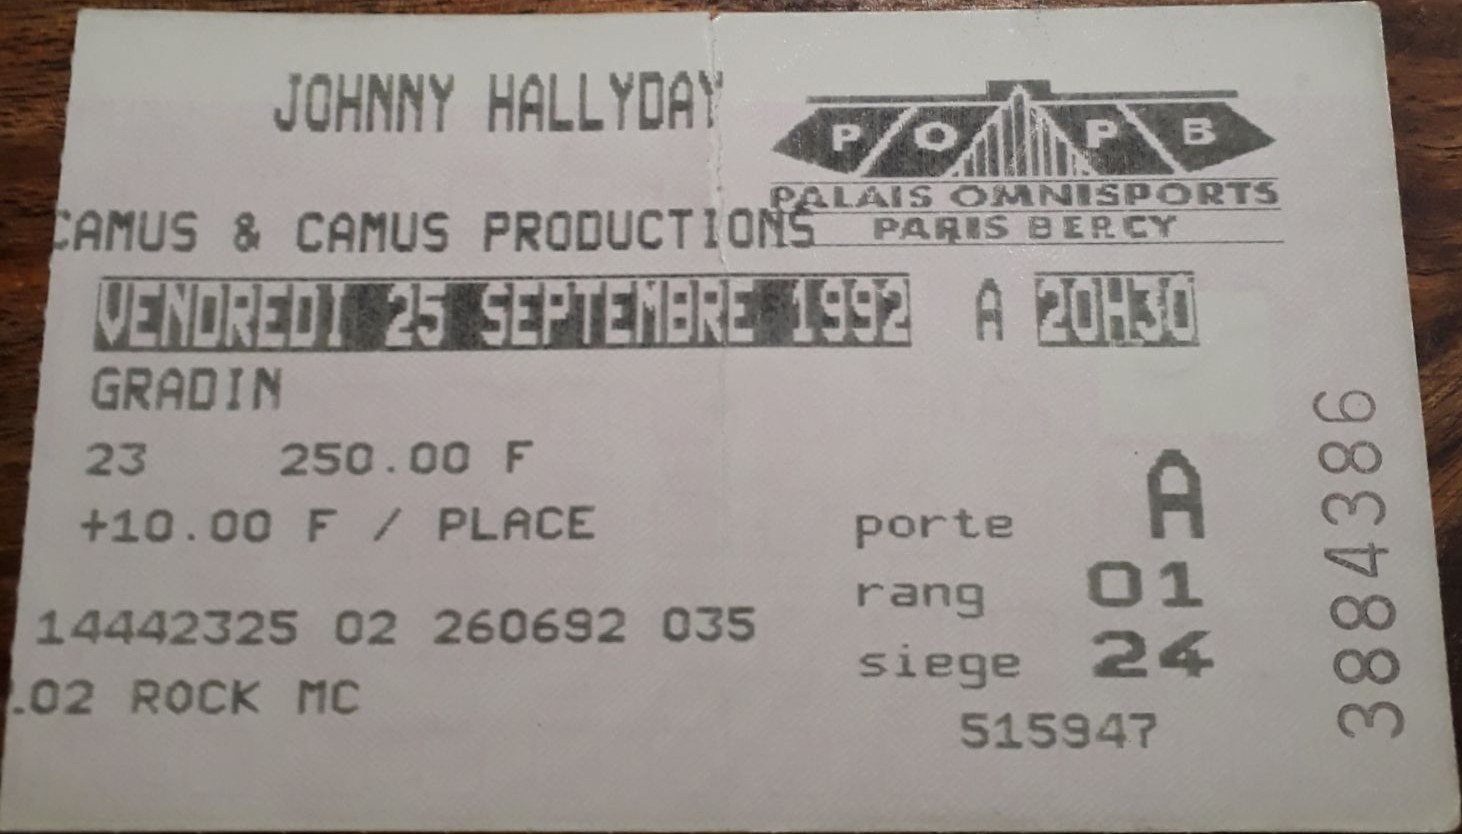 JOHNNY HALLYDAY
P O P B
PALAIS OMNISPORTS
PARIS BERCY
CAMUS & CAMUS PRODUCTIONS
VENDREDI 25 SEPTEMBRE 1992 A 20H30
GRADIN
23 250.00 F
+10.00 F / PLACE
porte A
rang 01
siege 24
14442325 02 260692 035
.02 ROCK MC
515947
3884386